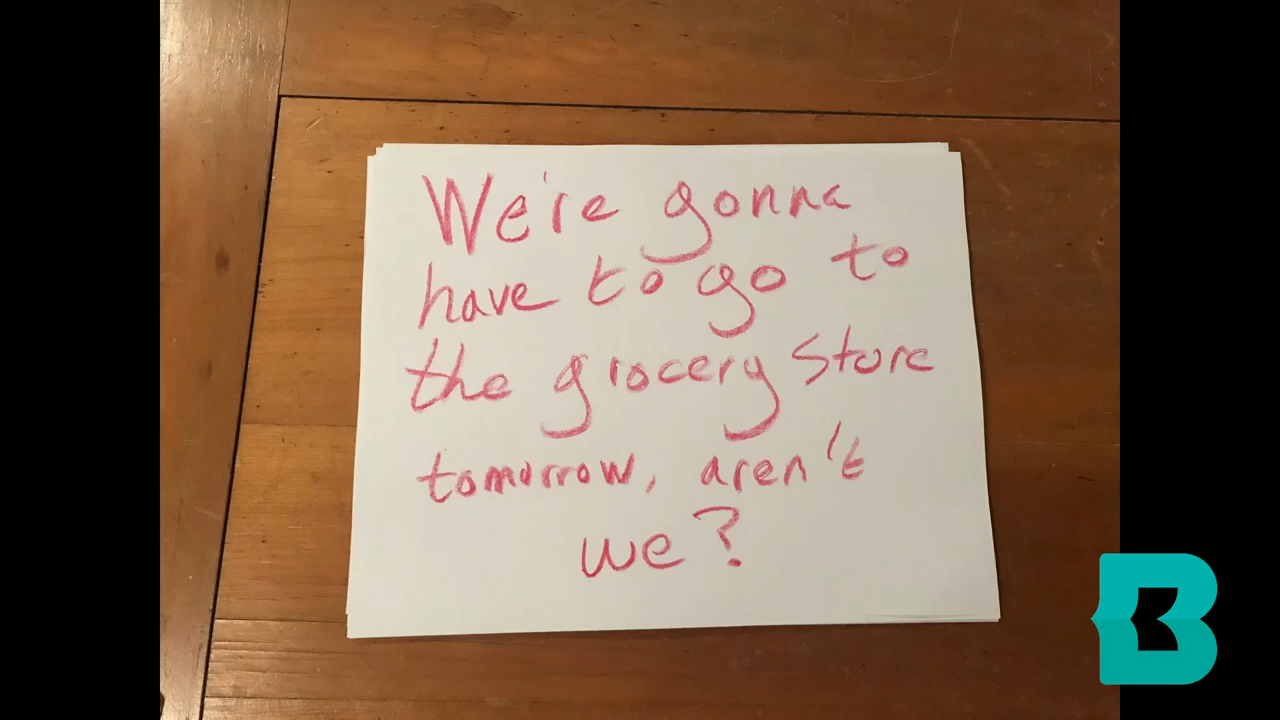 We're gonna
have to go to
the grocery store
tomorrow, aren't
we?
B